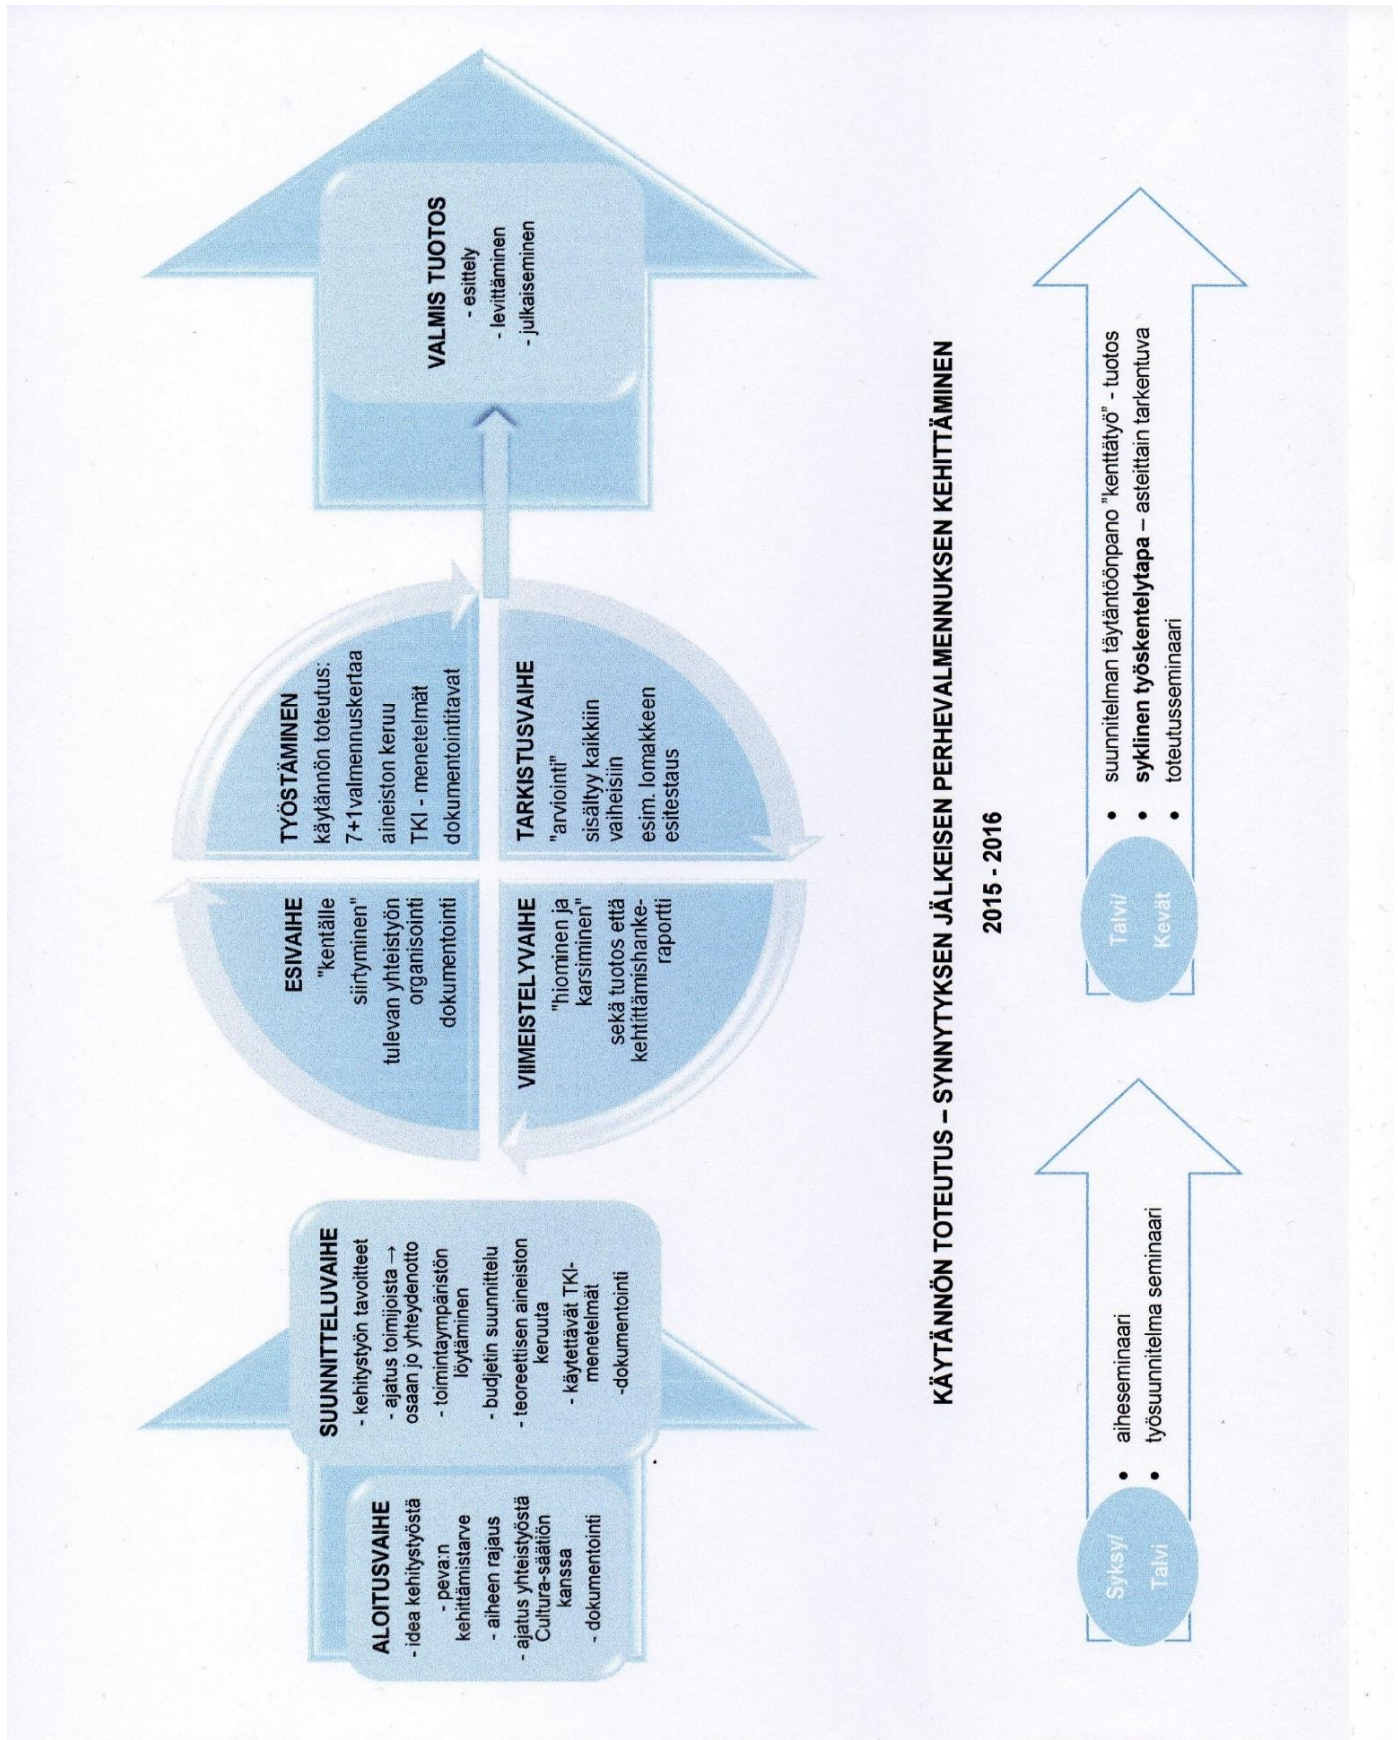 ALOITUSVAIHE
- idea kehitystyöstä
- peva:n
kehittämistarve
- aiheen rajaus
- ajatus yhteistyöstä
Cultura-säätiön
kanssa
- dokumentointi
SUUNNITTELUVAIHE
- kehitystyön tavoitteet
- ajatus toimijoista →
osaan jo yhteydenotto
- toimintaympäristön
löytäminen
- budjetin suunnittelu
- teoreettisen aineiston
keruuta
- käytettävät TKI-
menetelmät
-dokumentointi
ESIVAIHE
"kentälle
siirtyminen"
tulevan yhteistyön
organisointi
dokumentointi
TYÖSTÄMINEN
käytännön toteutus:
7+1valmennuskertaa
aineiston keruu
TKI - menetelmät
dokumentointitavat
VIIMEISTELYVAIHE
"hiominen ja
karsiminen"
sekä tuotos että
kehtittämishanke-
raportti
TARKISTUSVAIHE
"arviointi"
sisältyy kaikkiin
vaiheisiin
esim. lomakkeen
esitestaus
VALMIS TUOTOS
- esittely
- levittäminen
- julkaiseminen
KÄYTÄNNÖN TOTEUTUS – SYNNYTYKSEN JÄLKEISEN PERHEVALMENNUKSEN KEHITTÄMINEN
2015 - 2016
Syksy/
Talvi
• aiheseminaari
• työsuunnitelma seminaari
Talvi/
Kevät
• suunnitelman täytäntöönpano "kenttätyö" - tuotos
• syklinen työskentelytapa – asteittain tarkentuva
• toteutusseminaari